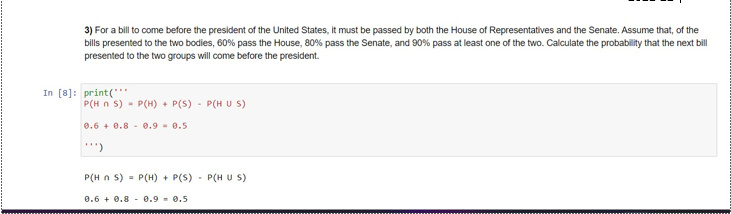 3) For a bill to come before the president of the United States, it must be passed by both the House of Representatives and the Senate. Assume that, of the
bills presented to the two bodies, 60% pass the House, 80% pass the Senate, and 90% pass at least one of the two. Calculate the probability that the next bill
presented to the two groups will come before the president.
In [8]: print('''
P(H ∩ S) = P(H) + P(S) - P(H U S)
0.6 + 0.8 - 0.9 = 0.5
''')
P(H ∩ S) = P(H) + P(S) - P(H U S)
0.6 + 0.8 - 0.9 = 0.5